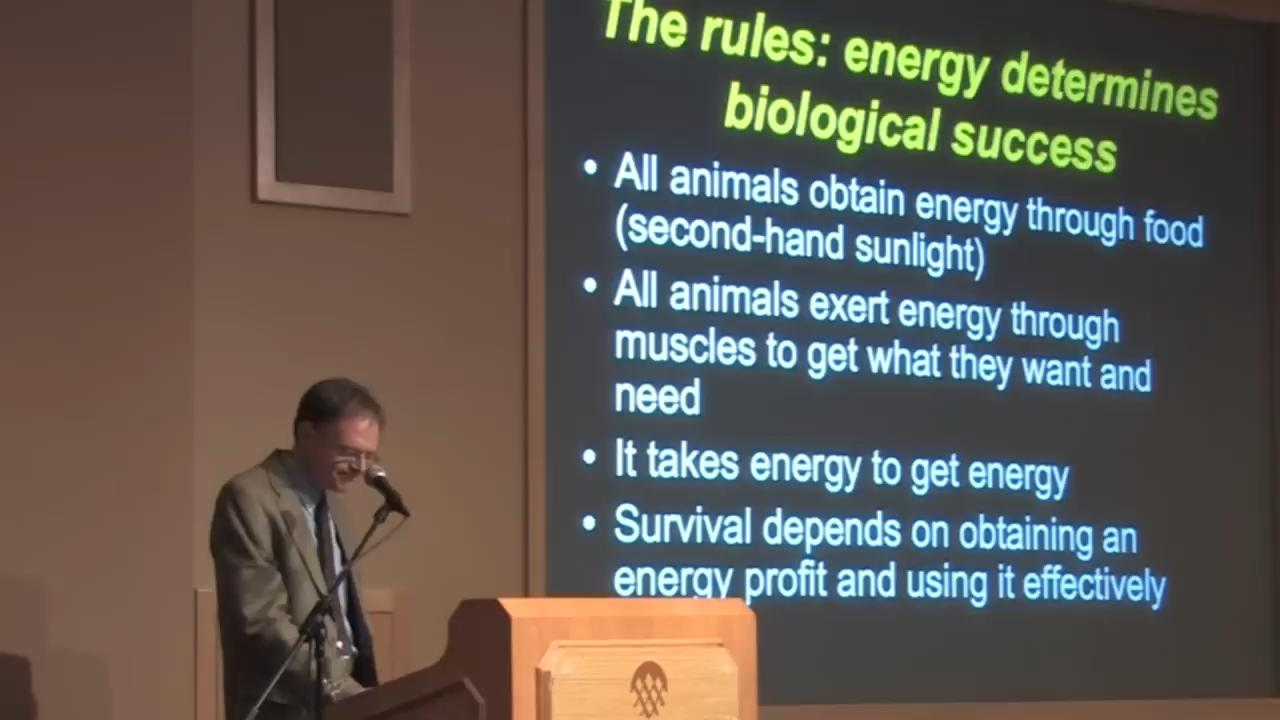 The rules: energy determines
biological success
• All animals obtain energy through food
(second-hand sunlight)
• All animals exert energy through
muscles to get what they want and
need
• It takes energy to get energy
• Survival depends on obtaining an
energy profit and using it effectively